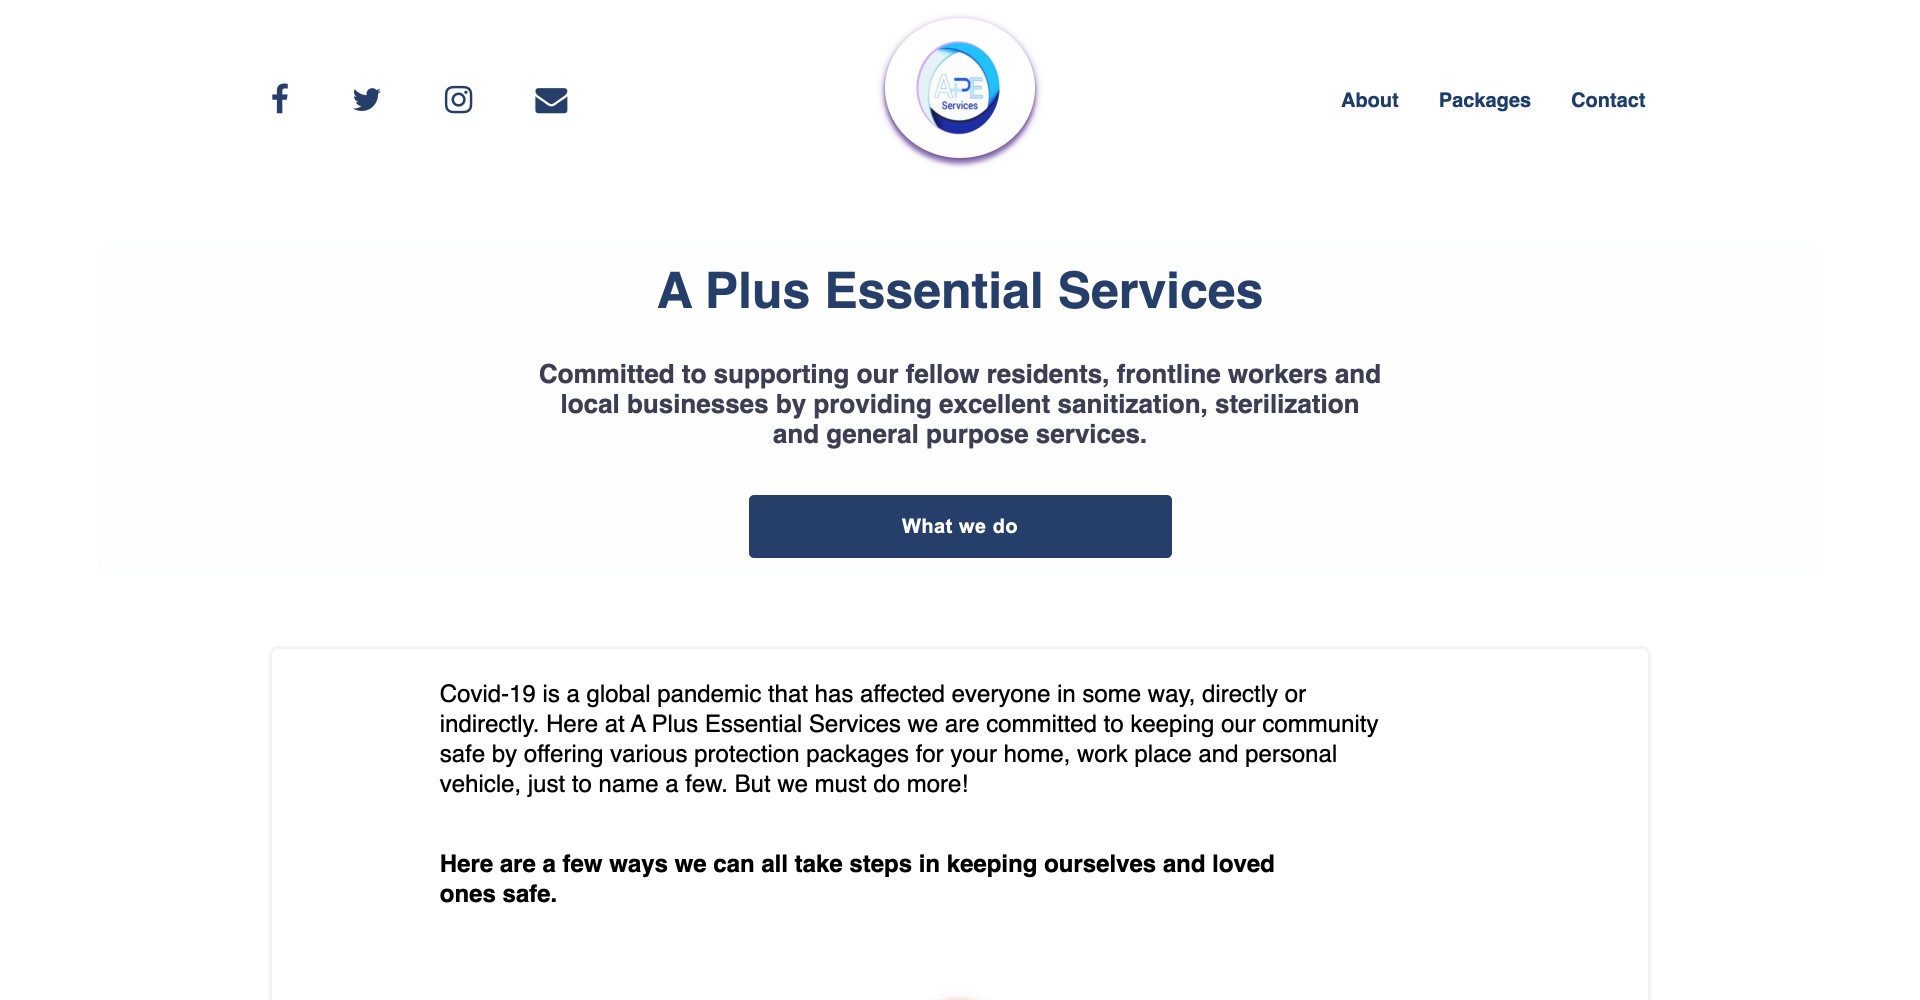 APE
Services
About
Packages
Contact
A Plus Essential Services
Committed to supporting our fellow residents, frontline workers and
local businesses by providing excellent sanitization, sterilization
and general purpose services.
What we do
Covid-19 is a global pandemic that has affected everyone in some way, directly or
indirectly. Here at A Plus Essential Services we are committed to keeping our community
safe by offering various protection packages for your home, work place and personal
vehicle, just to name a few. But we must do more!
Here are a few ways we can all take steps in keeping ourselves and loved
ones safe.